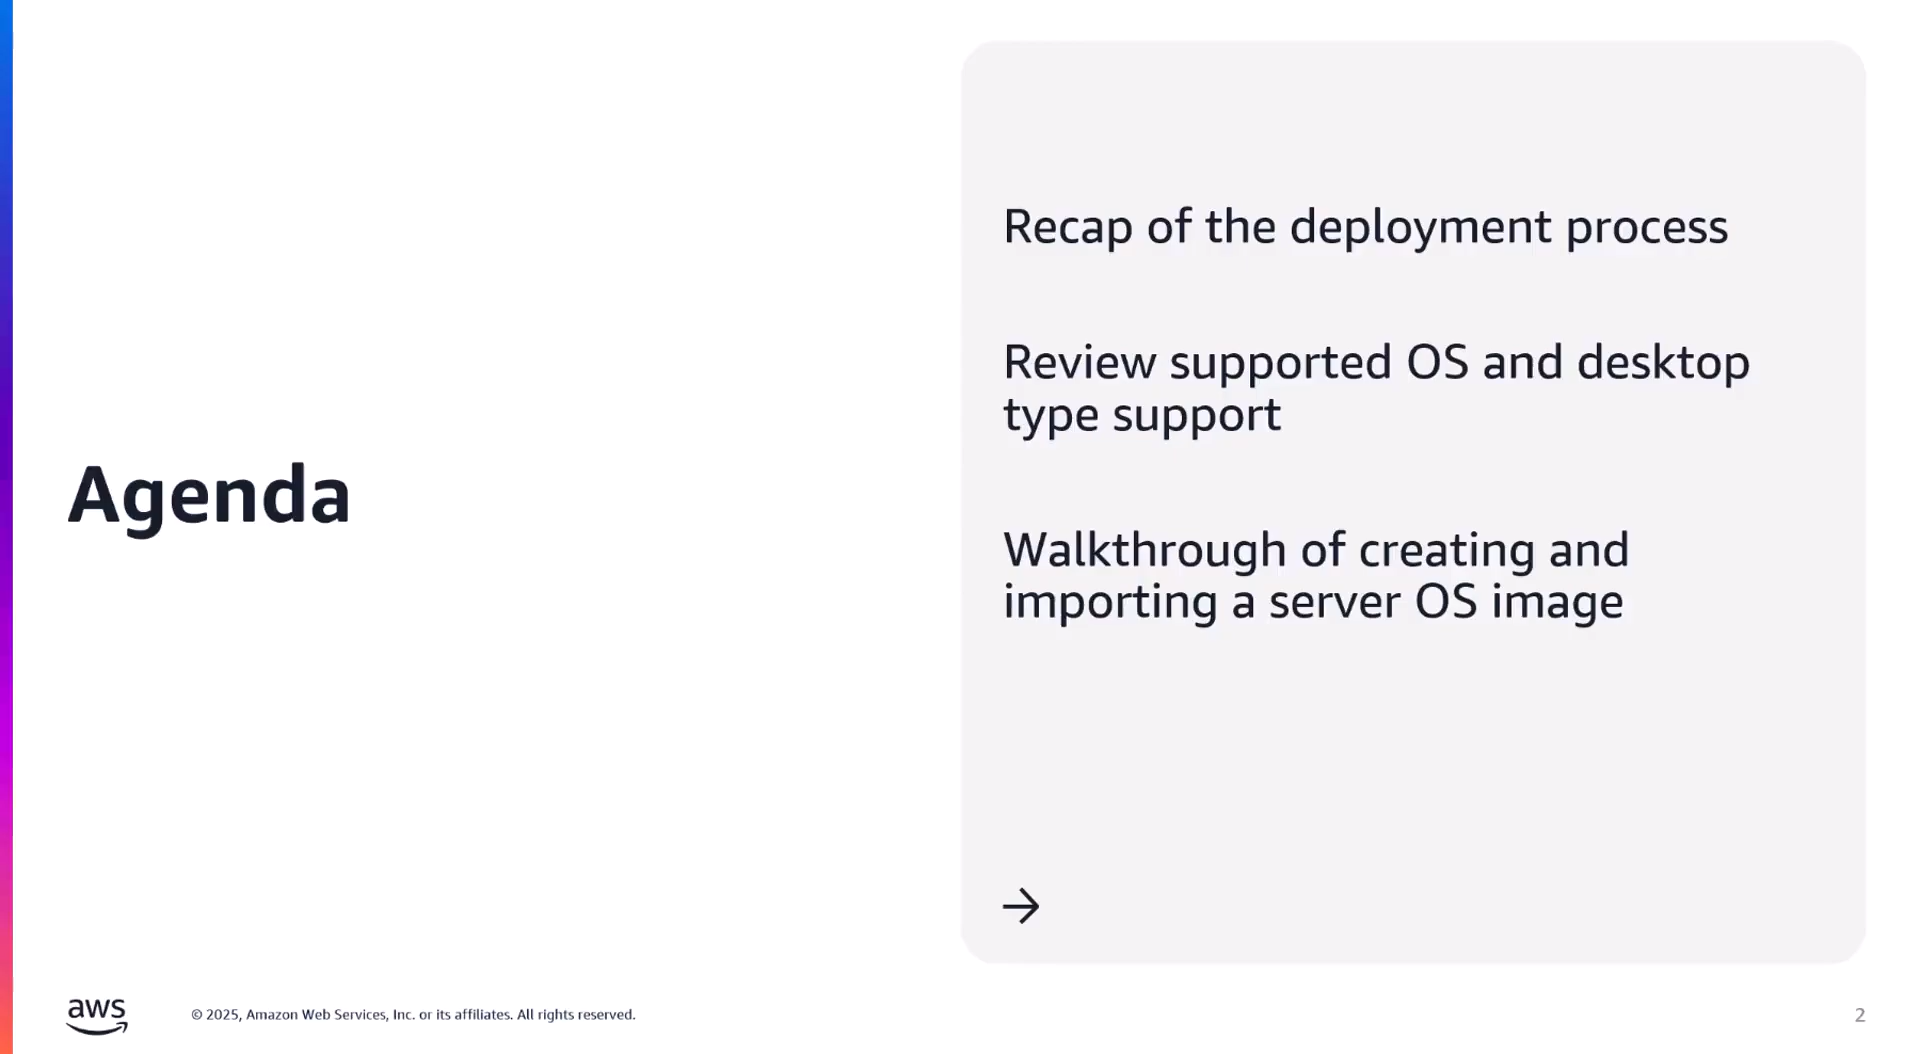 Agenda
Recap of the deployment process
Review supported OS and desktop
type support
Walkthrough of creating and
importing a server OS image
aws
© 2025, Amazon Web Services, Inc. or its affiliates. All rights reserved.
2